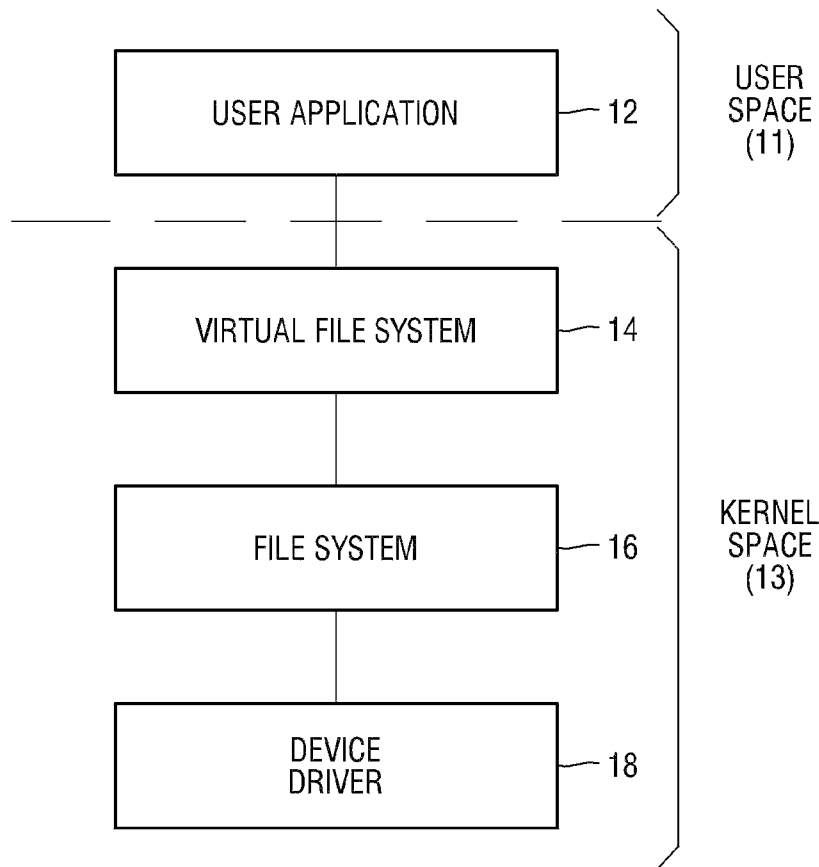 USER APPLICATION
12
USER
SPACE
(11)
VIRTUAL FILE SYSTEM
14
FILE SYSTEM
16
KERNEL
SPACE
(13)
DEVICE
DRIVER
18